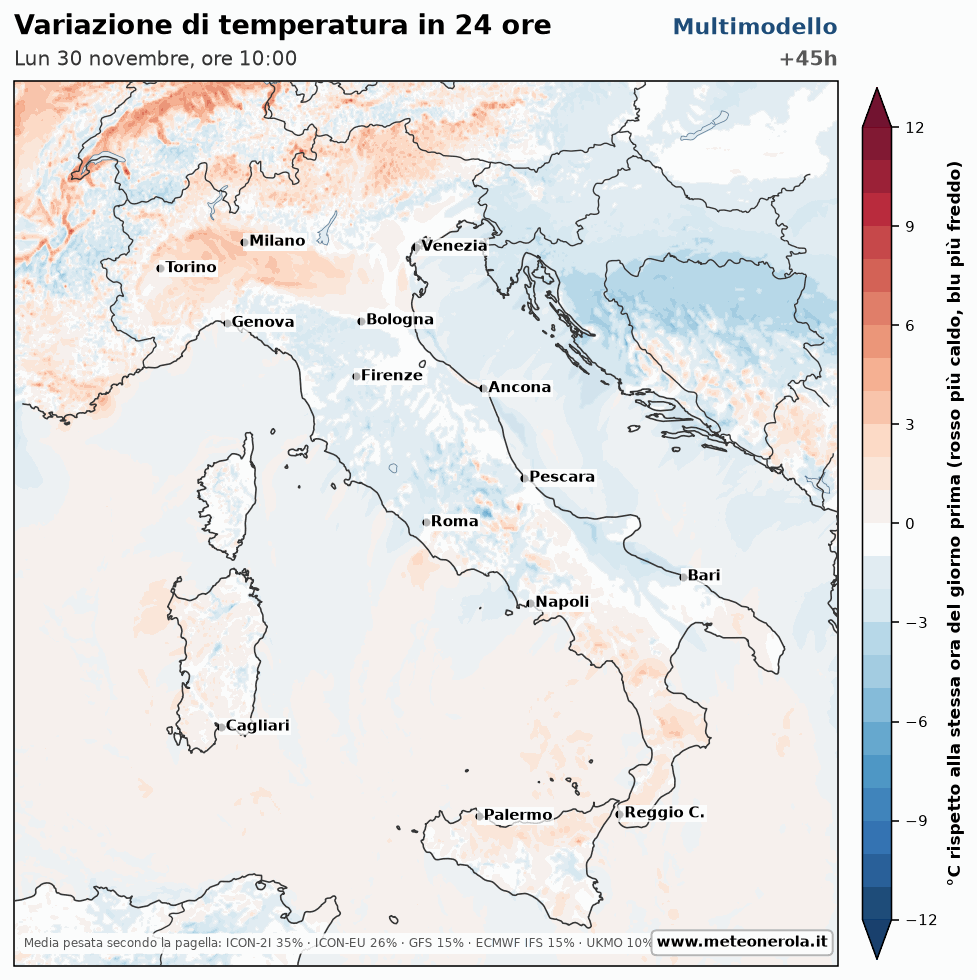 Variazione di temperatura in 24 ore
Multimodello
Lun 30 novembre, ore 10:00
+45h
Milano
Venezia
Torino
Genova
Bologna
Firenze
Ancona
Pescara
Roma
Bari
Napoli
Cagliari
Palermo
Reggio C.
12
9
6
3
0
−3
−6
−9
−12
°C rispetto alla stessa ora del giorno prima (rosso più caldo, blu più freddo)
Media pesata secondo la pagella: ICON-2I 35% · ICON-EU 26% · GFS 15% · ECMWF IFS 15% · UKMO 10%
www.meteonerola.it